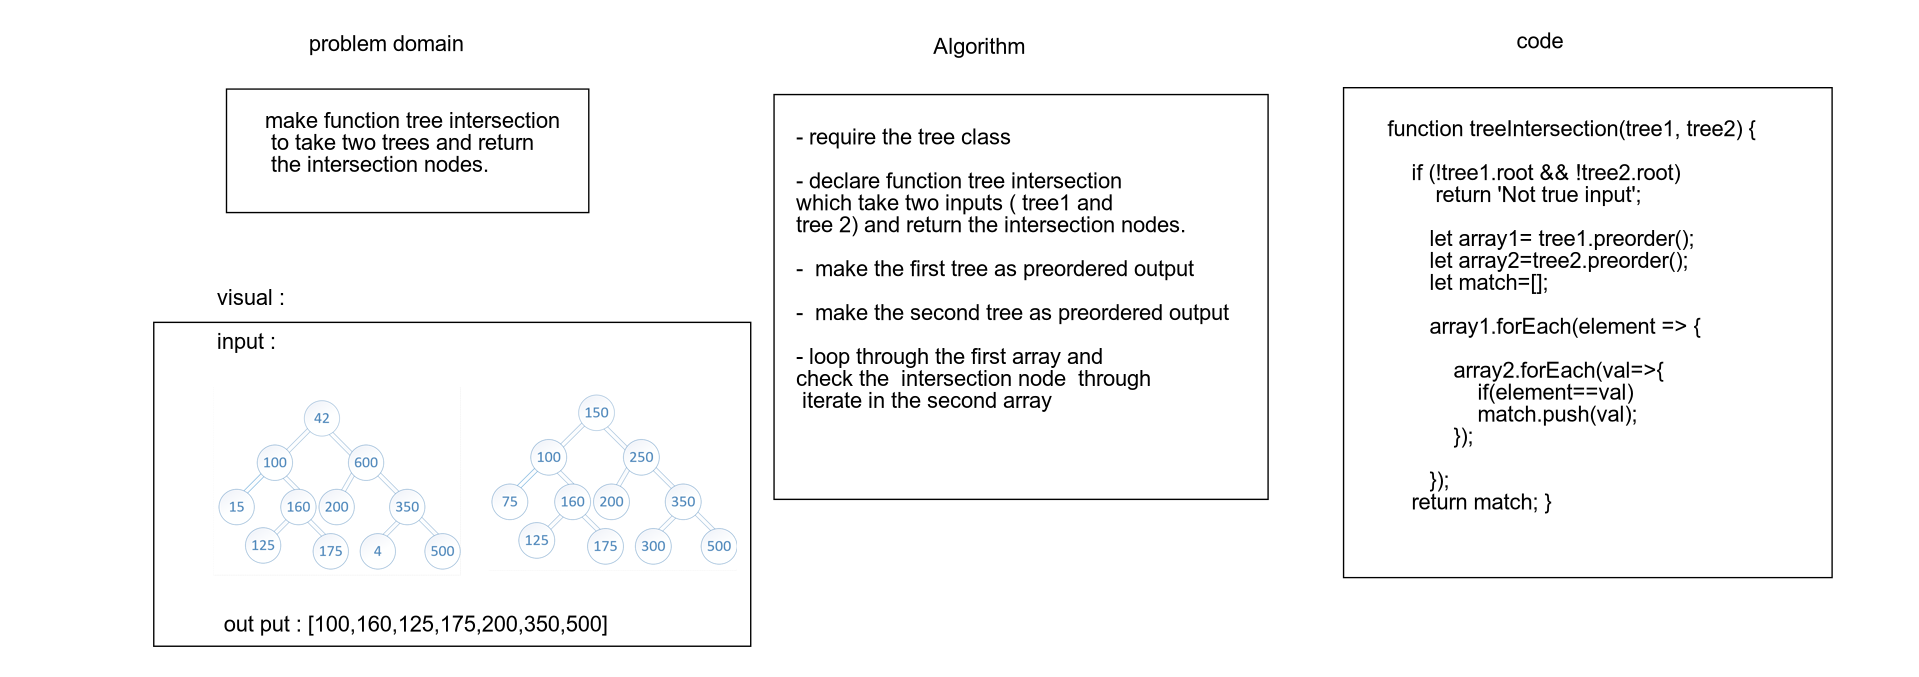 problem domain
make function tree intersection
to take two trees and return
the intersection nodes.
visual :
input :
42
100
600
15
160
200
350
125
175
4
500
150
100
250
75
160
200
350
125
175
300
500
out put : [100,160,125,175,200,350,500]
Algorithm
- require the tree class
- declare function tree intersection
which take two inputs ( tree1 and
tree 2) and return the intersection nodes.
-  make the first tree as preordered output
-  make the second tree as preordered output
- loop through the first array and
check the  intersection node  through
iterate in the second array
code
function treeIntersection(tree1, tree2) {
if (!tree1.root && !tree2.root)
return 'Not true input';
let array1= tree1.preorder();
let array2=tree2.preorder();
let match=[];
array1.forEach(element => {
array2.forEach(val=>{
if(element==val)
match.push(val);
});
});
return match; }